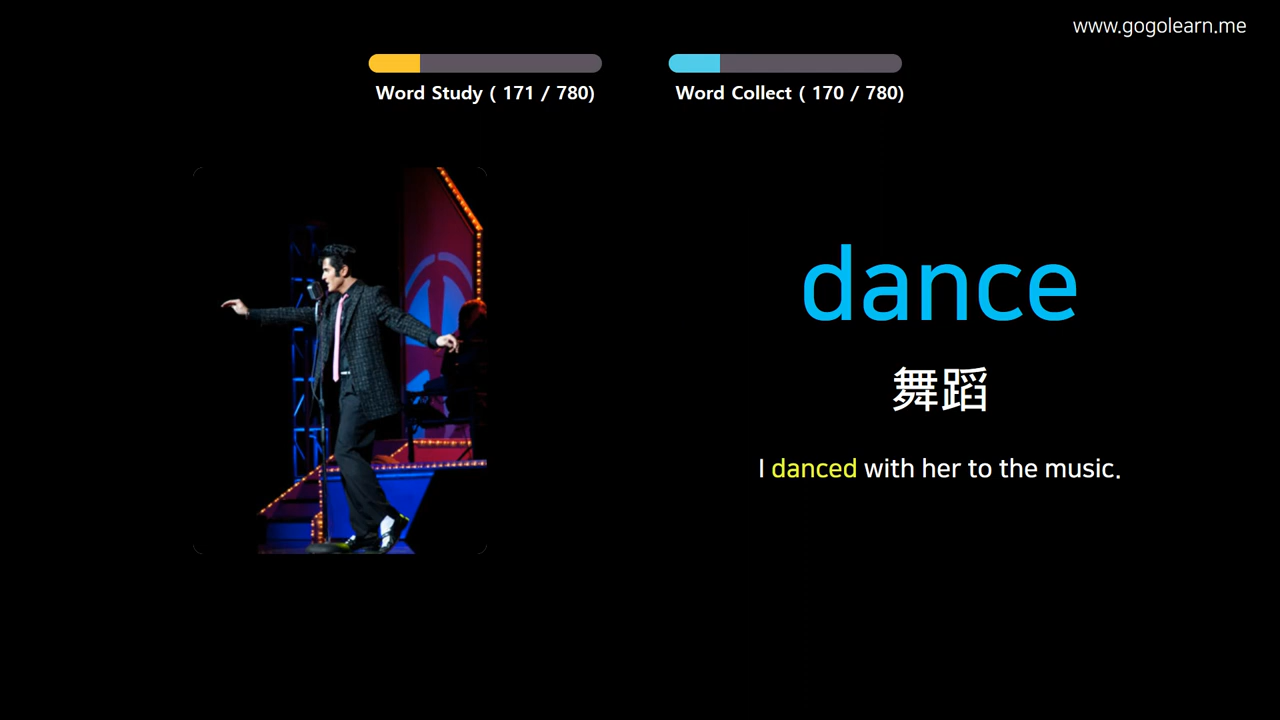 www.gogolearn.me
Word Study ( 171 / 780)
Word Collect ( 170 / 780)
dance
舞蹈
I danced with her to the music.